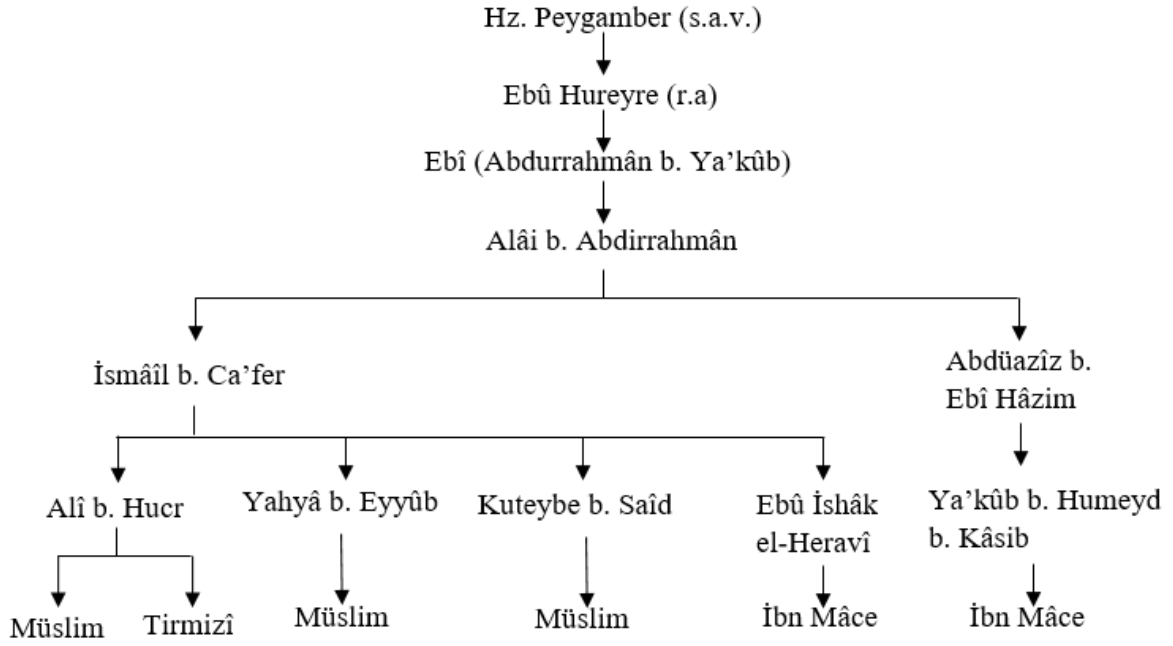 Hz. Peygamber (s.a.v.)
Ebû Hureyre (r.a)
Ebî (Abdurrahmân b. Ya’kûb)
Alâi b. Abdirrahmân
İsmâîl b. Ca’fer
Abdüazîz b.
Ebî Hâzim
Alî b. Hucr
Yahyâ b. Eyyûb
Kuteybe b. Saîd
Ebû İshâk
el-Heravî
Ya’kûb b. Humeyd
b. Kâsib
Müslim
Tirmizî
Müslim
Müslim
İbn Mâce
İbn Mâce